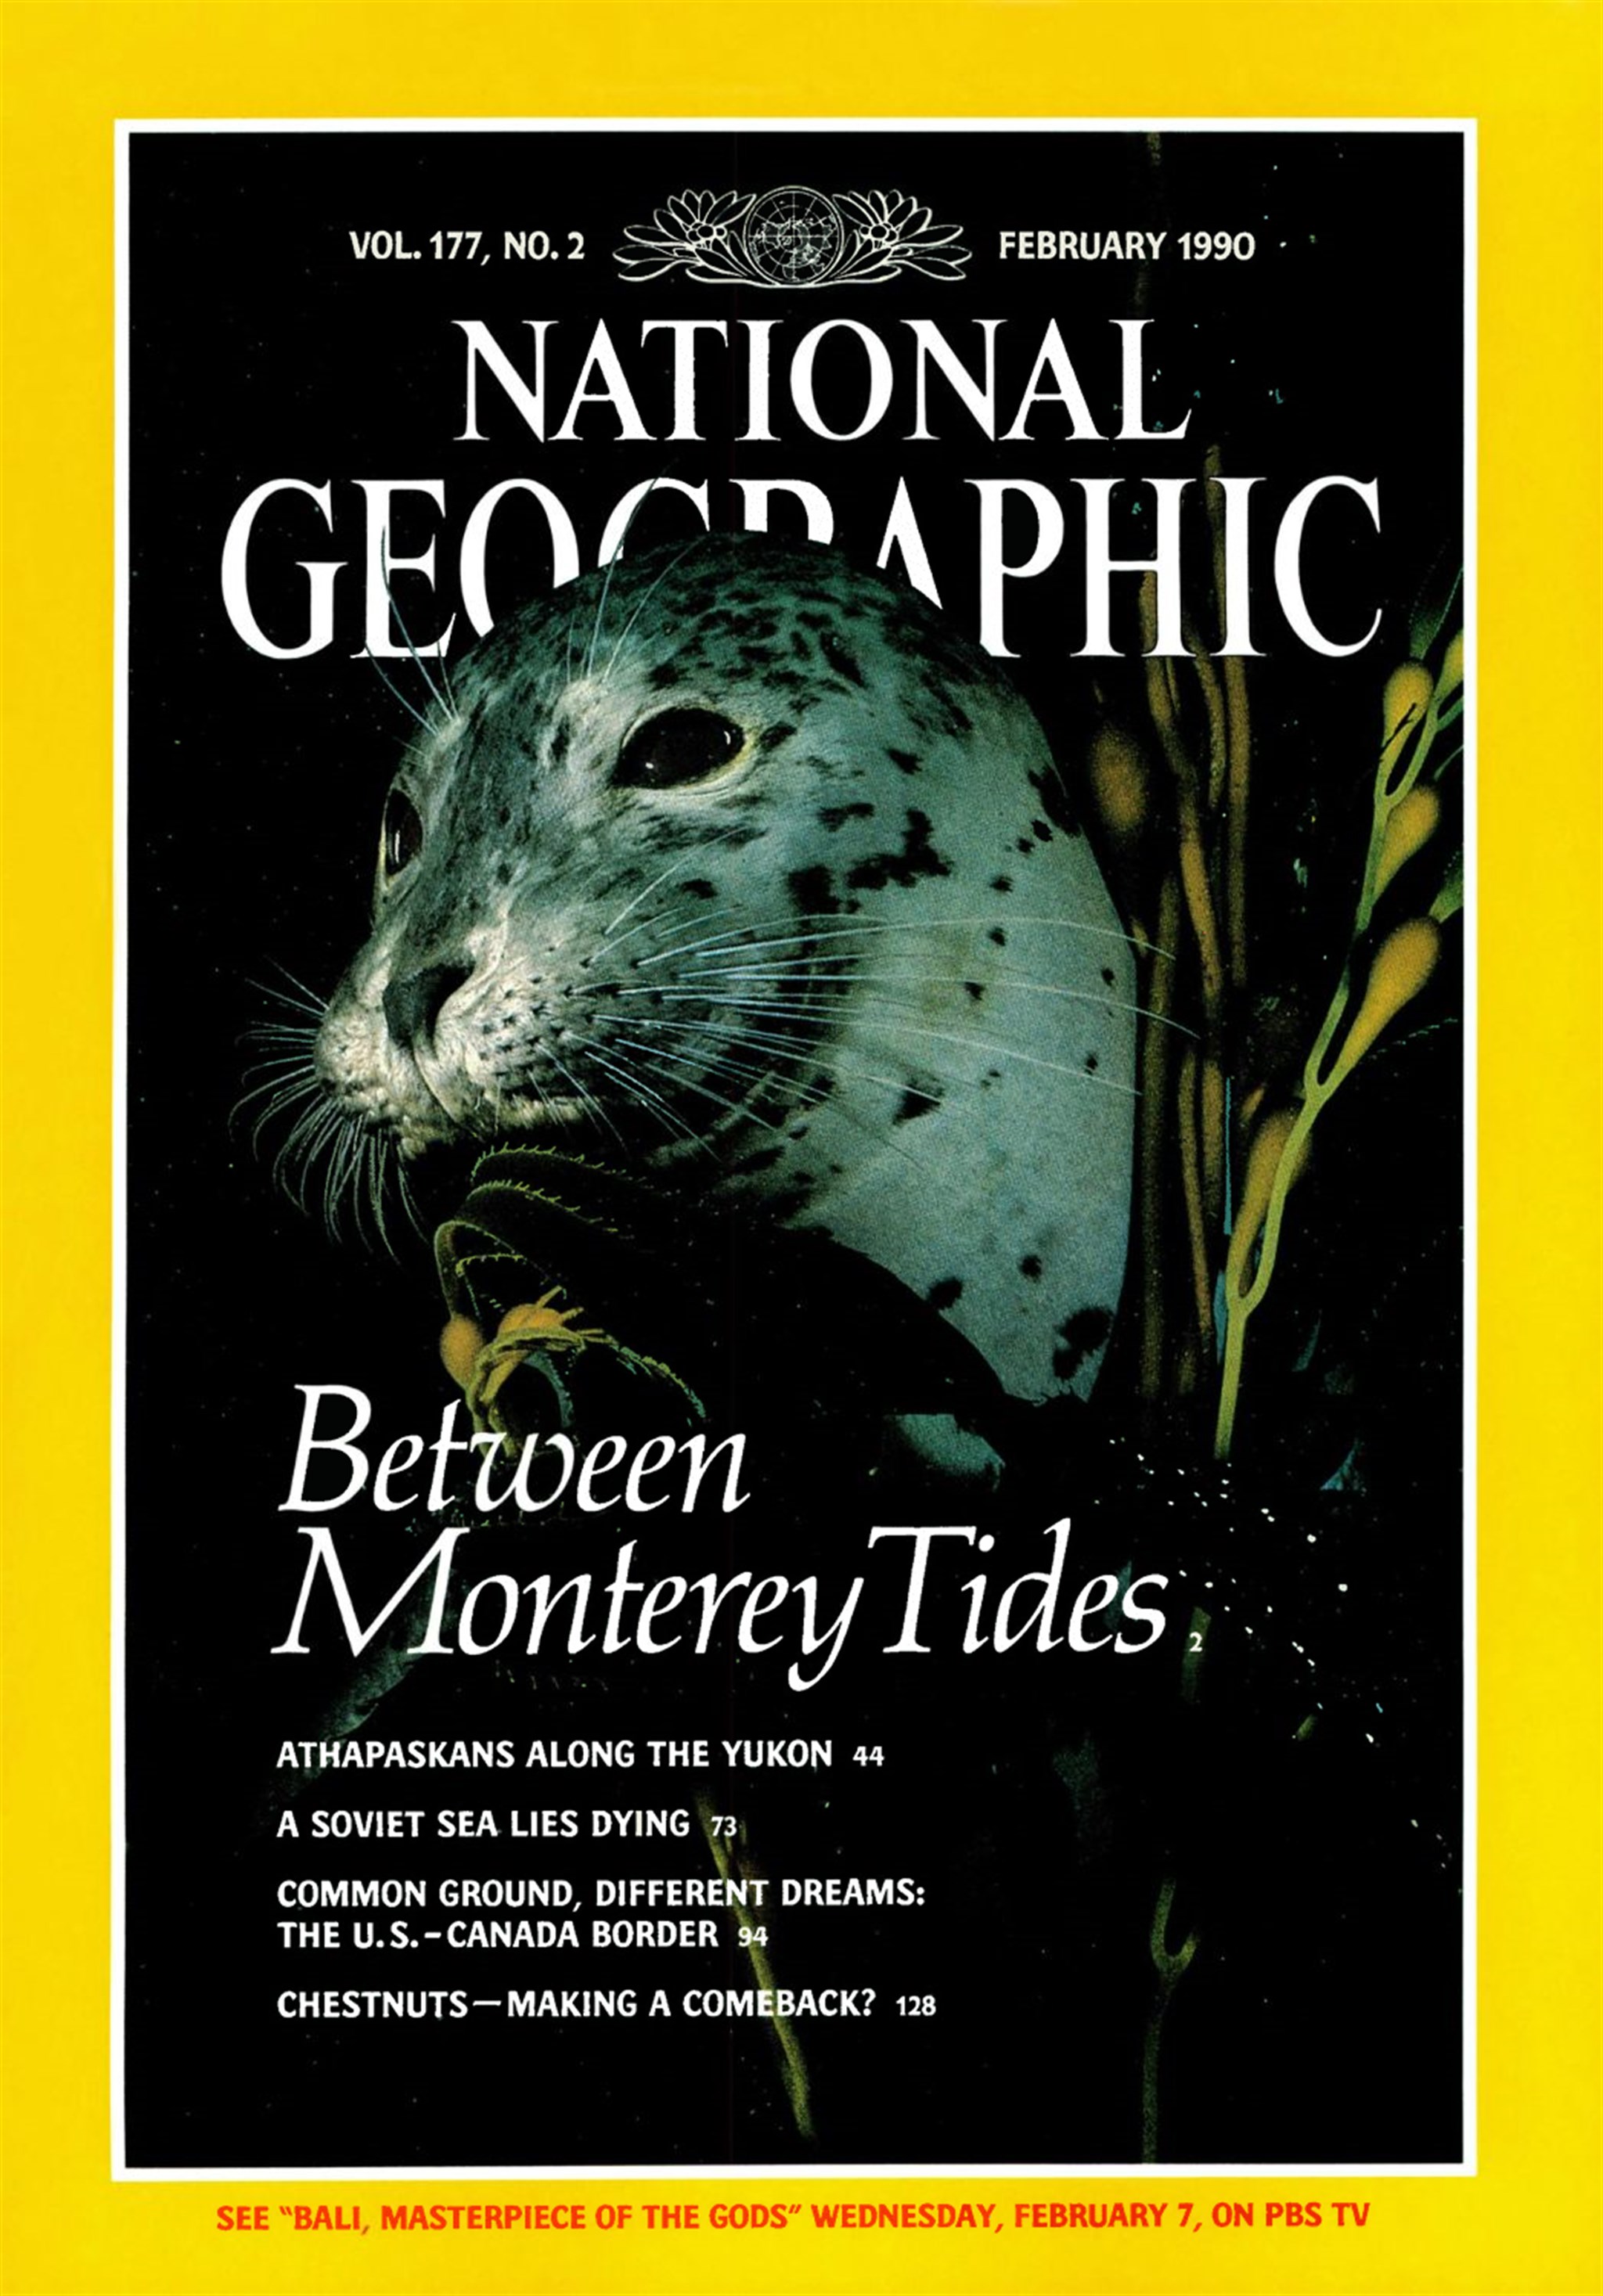 VOL. 177, NO. 2 FEBRUARY 1990
NATIONAL
GEOGRAPHIC
Between
Monterey Tides 2
ATHAPASKANS ALONG THE YUKON 44
A SOVIET SEA LIES DYING 73
COMMON GROUND, DIFFERENT DREAMS:
THE U.S.–CANADA BORDER 94
CHESTNUTS—MAKING A COMEBACK? 128
SEE "BALI, MASTERPIECE OF THE GODS" WEDNESDAY, FEBRUARY 7, ON PBS TV